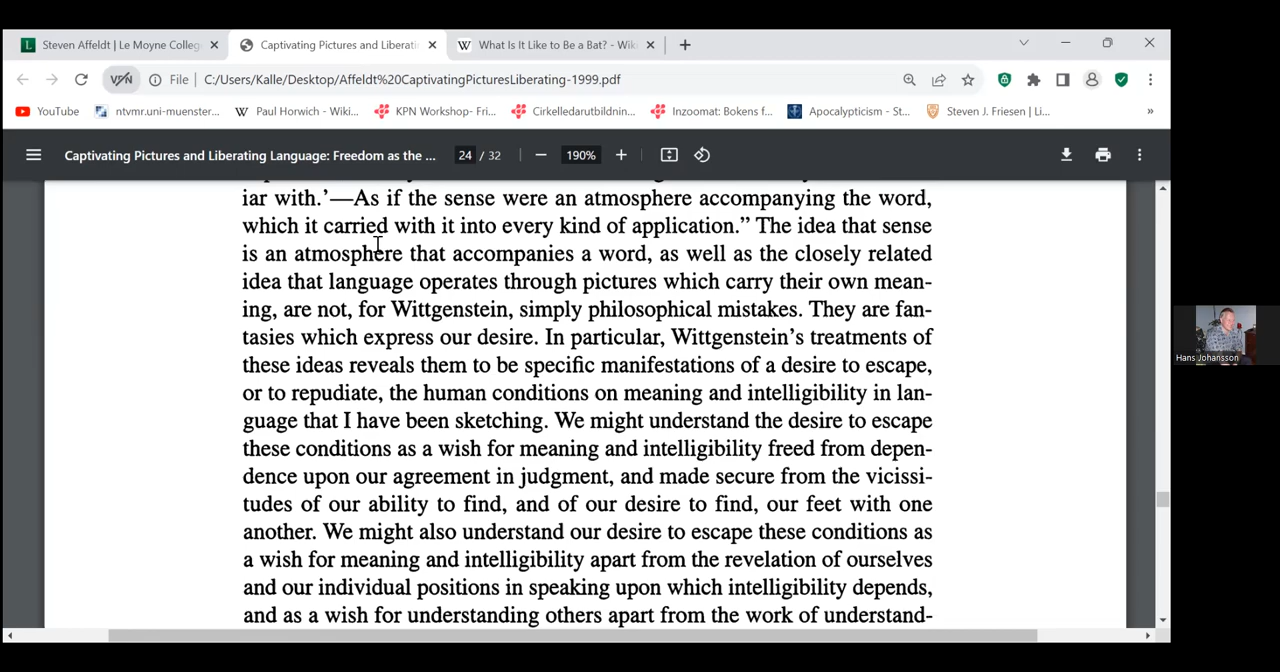 Steven Affeldt | Le Moyne Colleg
Captivating Pictures and Liberati
W What Is It Like to Be a Bat? - Wiki
VPN File C:/Users/Kalle/Desktop/Affeldt%20CaptivatingPicturesLiberating-1999.pdf
YouTube ntvmr.uni-muenster... W Paul Horwich - Wiki... KPN Workshop- Fri... Cirkelledarutbildnin... Inzoomat: Bokens f... Apocalypticism - St... Steven J. Friesen | Li... »
Captivating Pictures and Liberating Language: Freedom as the ... 24 / 32 190%
iar with.’—As if the sense were an atmosphere accompanying the word,
which it carried with it into every kind of application.” The idea that sense
is an atmosphere that accompanies a word, as well as the closely related
idea that language operates through pictures which carry their own mean-
ing, are not, for Wittgenstein, simply philosophical mistakes. They are fan-
tasies which express our desire. In particular, Wittgenstein’s treatments of
these ideas reveals them to be specific manifestations of a desire to escape,
or to repudiate, the human conditions on meaning and intelligibility in lan-
guage that I have been sketching. We might understand the desire to escape
these conditions as a wish for meaning and intelligibility freed from depen-
dence upon our agreement in judgment, and made secure from the vicissi-
tudes of our ability to find, and of our desire to find, our feet with one
another. We might also understand our desire to escape these conditions as
a wish for meaning and intelligibility apart from the revelation of ourselves
and our individual positions in speaking upon which intelligibility depends,
and as a wish for understanding others apart from the work of understand-
Hans Johansson